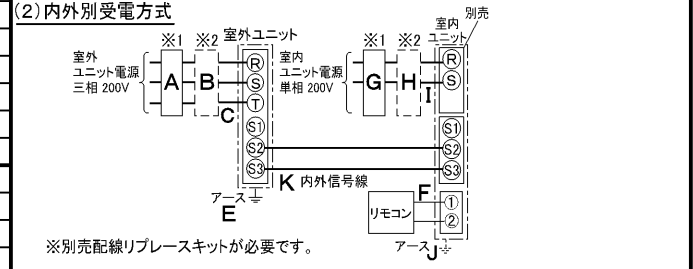 (2)内外別受電方式
※1 ※2 室外ユニット
室外
ユニット電源
三相 200V
A
B
C
R
S
T
S1
S2
S3
アース
E
K 内外信号線
別売
室内
ユニット
※1 ※2
室内
ユニット電源
単相 200V
G
H
I
R
S
S1
S2
S3
F
リモコン
①
②
アース
J
※別売配線リプレースキットが必要です。